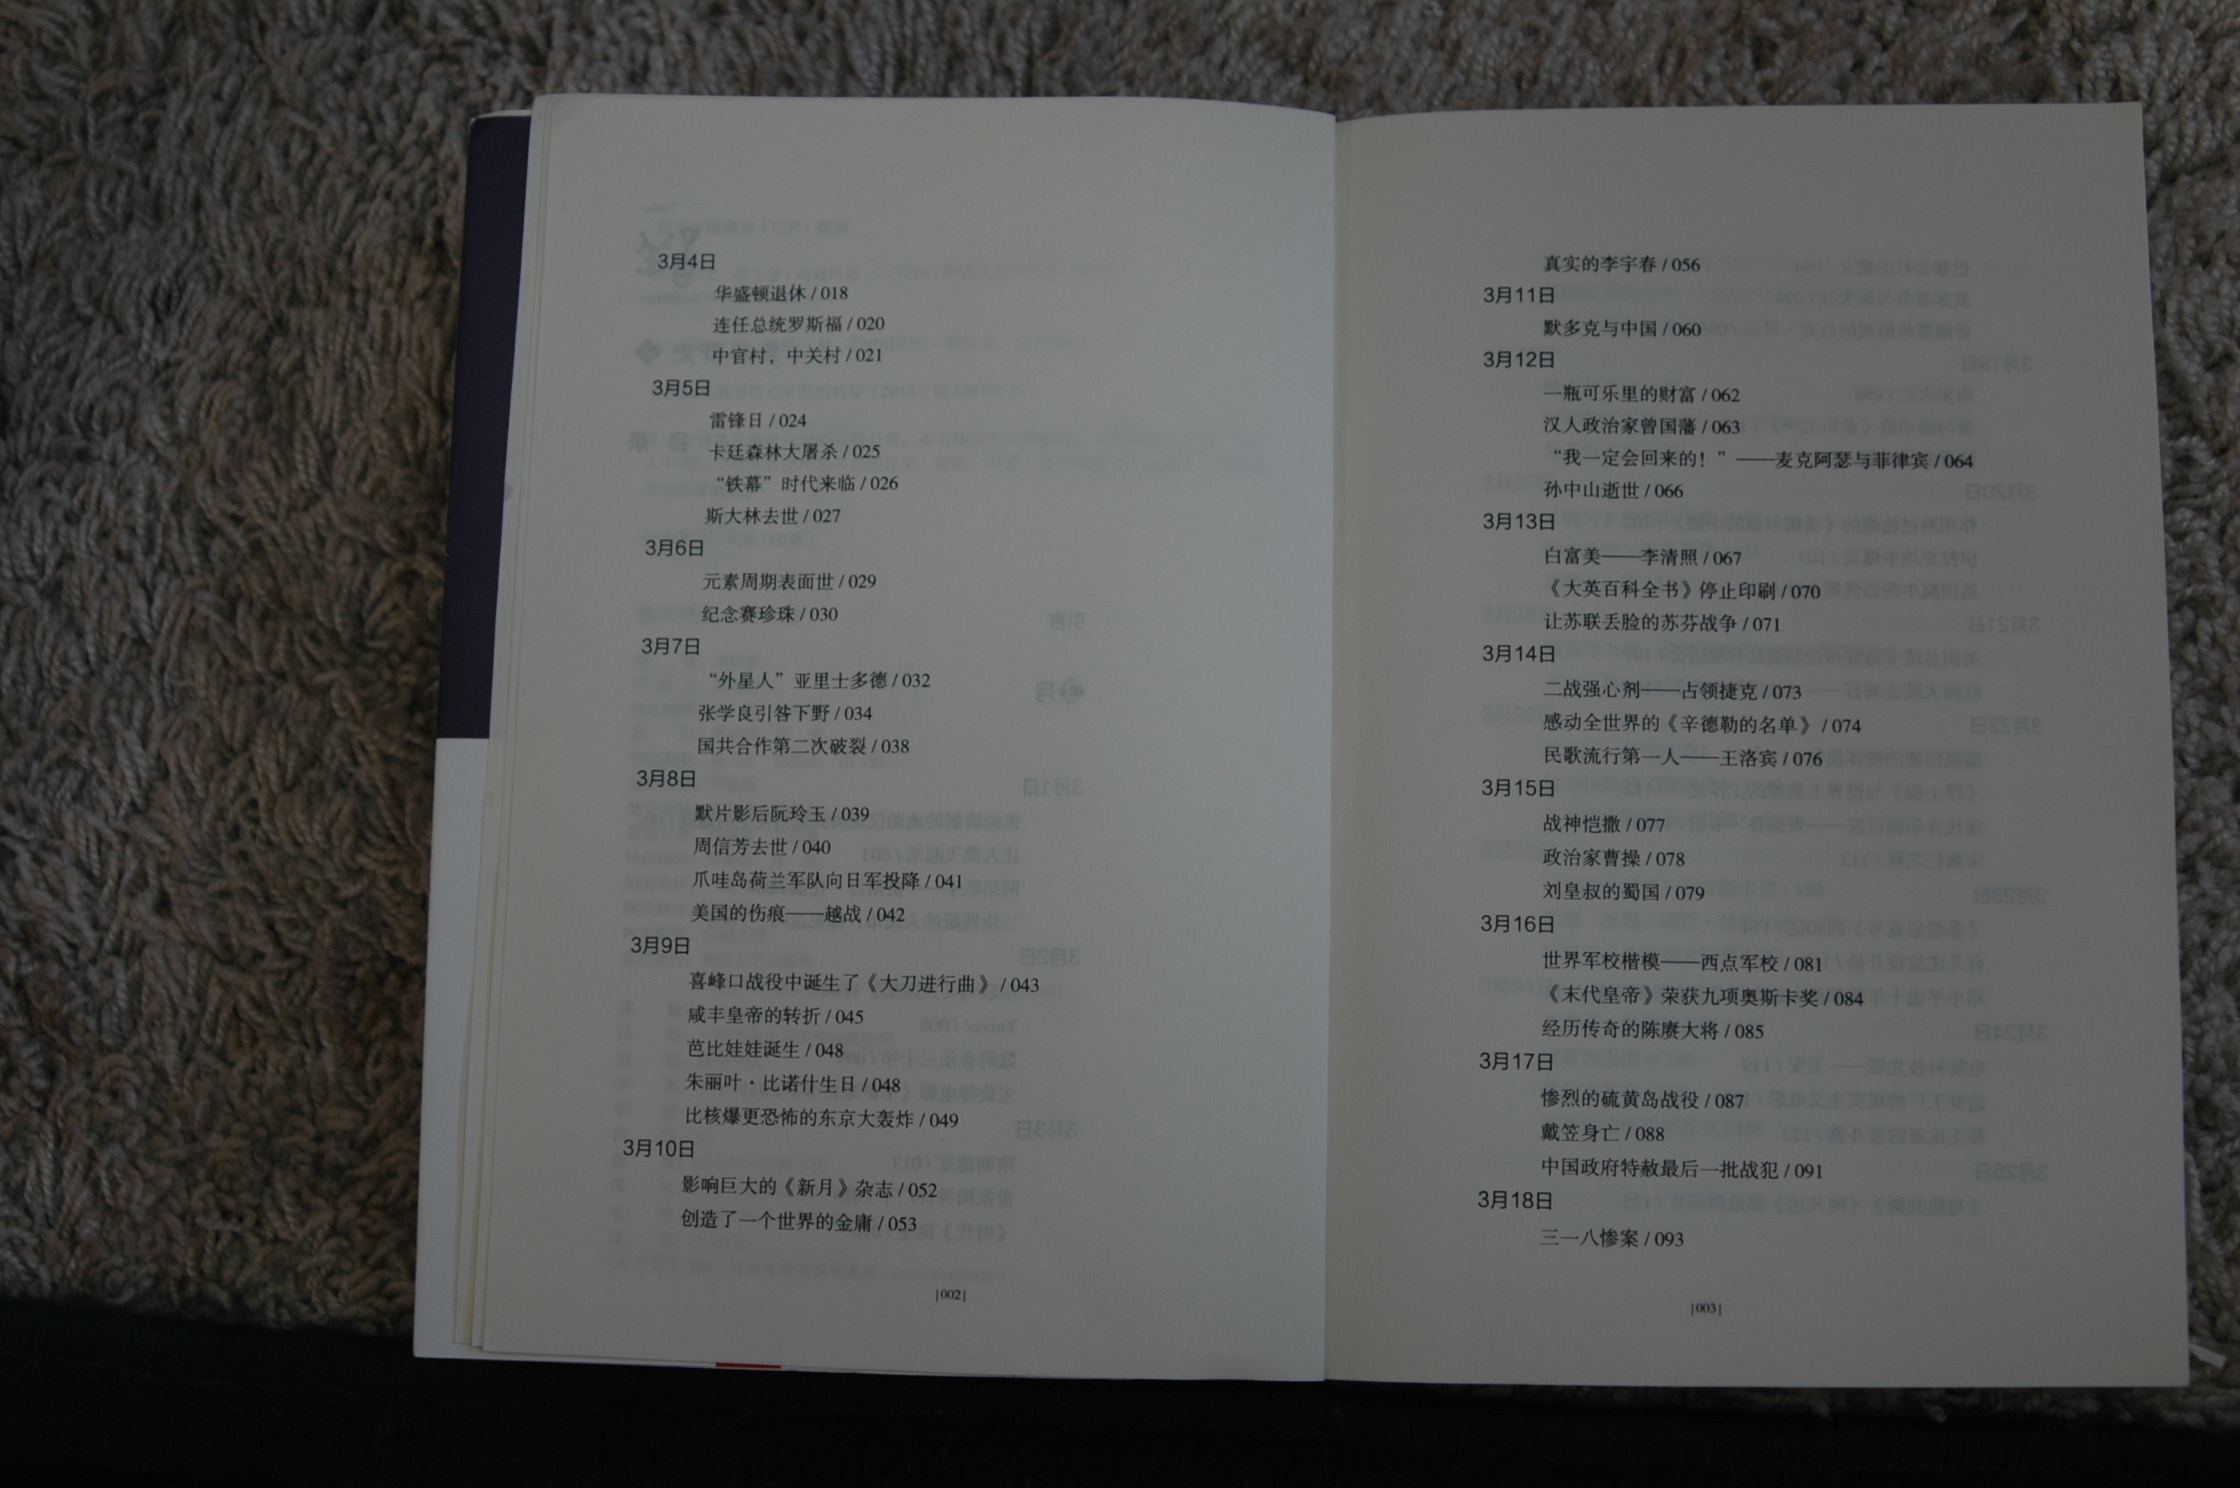 3月4日
华盛顿退休 / 018
连任总统罗斯福 / 020
中官村，中关村 / 021
3月5日
雷锋日 / 024
卡廷森林大屠杀 / 025
“铁幕”时代来临 / 026
斯大林去世 / 027
3月6日
元素周期表面世 / 029
纪念赛珍珠 / 030
3月7日
“外星人”亚里士多德 / 032
张学良引咎下野 / 034
国共合作第二次破裂 / 038
3月8日
默片影后阮玲玉 / 039
周信芳去世 / 040
爪哇岛荷兰军队向日军投降 / 041
美国的伤痕——越战 / 042
3月9日
喜峰口战役中诞生了《大刀进行曲》 / 043
咸丰皇帝的转折 / 045
芭比娃娃诞生 / 048
朱丽叶·比诺什生日 / 048
比核爆更恐怖的东京大轰炸 / 049
3月10日
影响巨大的《新月》杂志 / 052
创造了一个世界的金庸 / 053
|002|
真实的李宇春 / 056
3月11日
默多克与中国 / 060
3月12日
一瓶可乐里的财富 / 062
汉人政治家曾国藩 / 063
“我一定会回来的！”——麦克阿瑟与菲律宾 / 064
孙中山逝世 / 066
3月13日
白富美——李清照 / 067
《大英百科全书》停止印刷 / 070
让苏联丢脸的苏芬战争 / 071
3月14日
二战强心剂——占领捷克 / 073
感动全世界的《辛德勒的名单》 / 074
民歌流行第一人——王洛宾 / 076
3月15日
战神恺撒 / 077
政治家曹操 / 078
刘皇叔的蜀国 / 079
3月16日
世界军校楷模——西点军校 / 081
《末代皇帝》荣获九项奥斯卡奖 / 084
经历传奇的陈赓大将 / 085
3月17日
惨烈的硫黄岛战役 / 087
戴笠身亡 / 088
中国政府特赦最后一批战犯 / 091
3月18日
三一八惨案 / 093
|003|